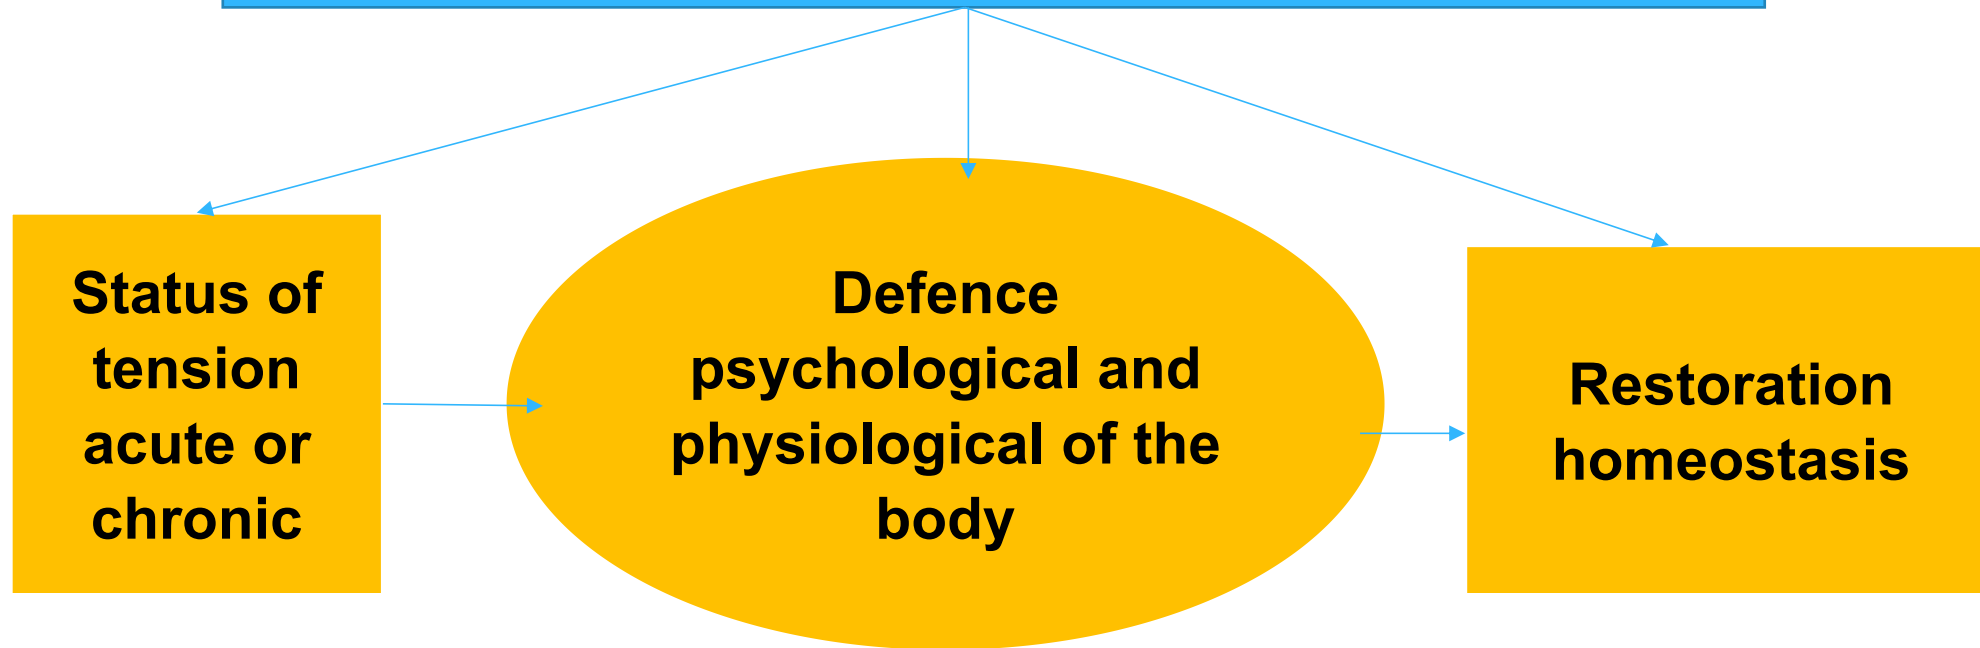 Status of
tension
acute or
chronic
Defence
psychological and
physiological of the
body
Restoration
homeostasis